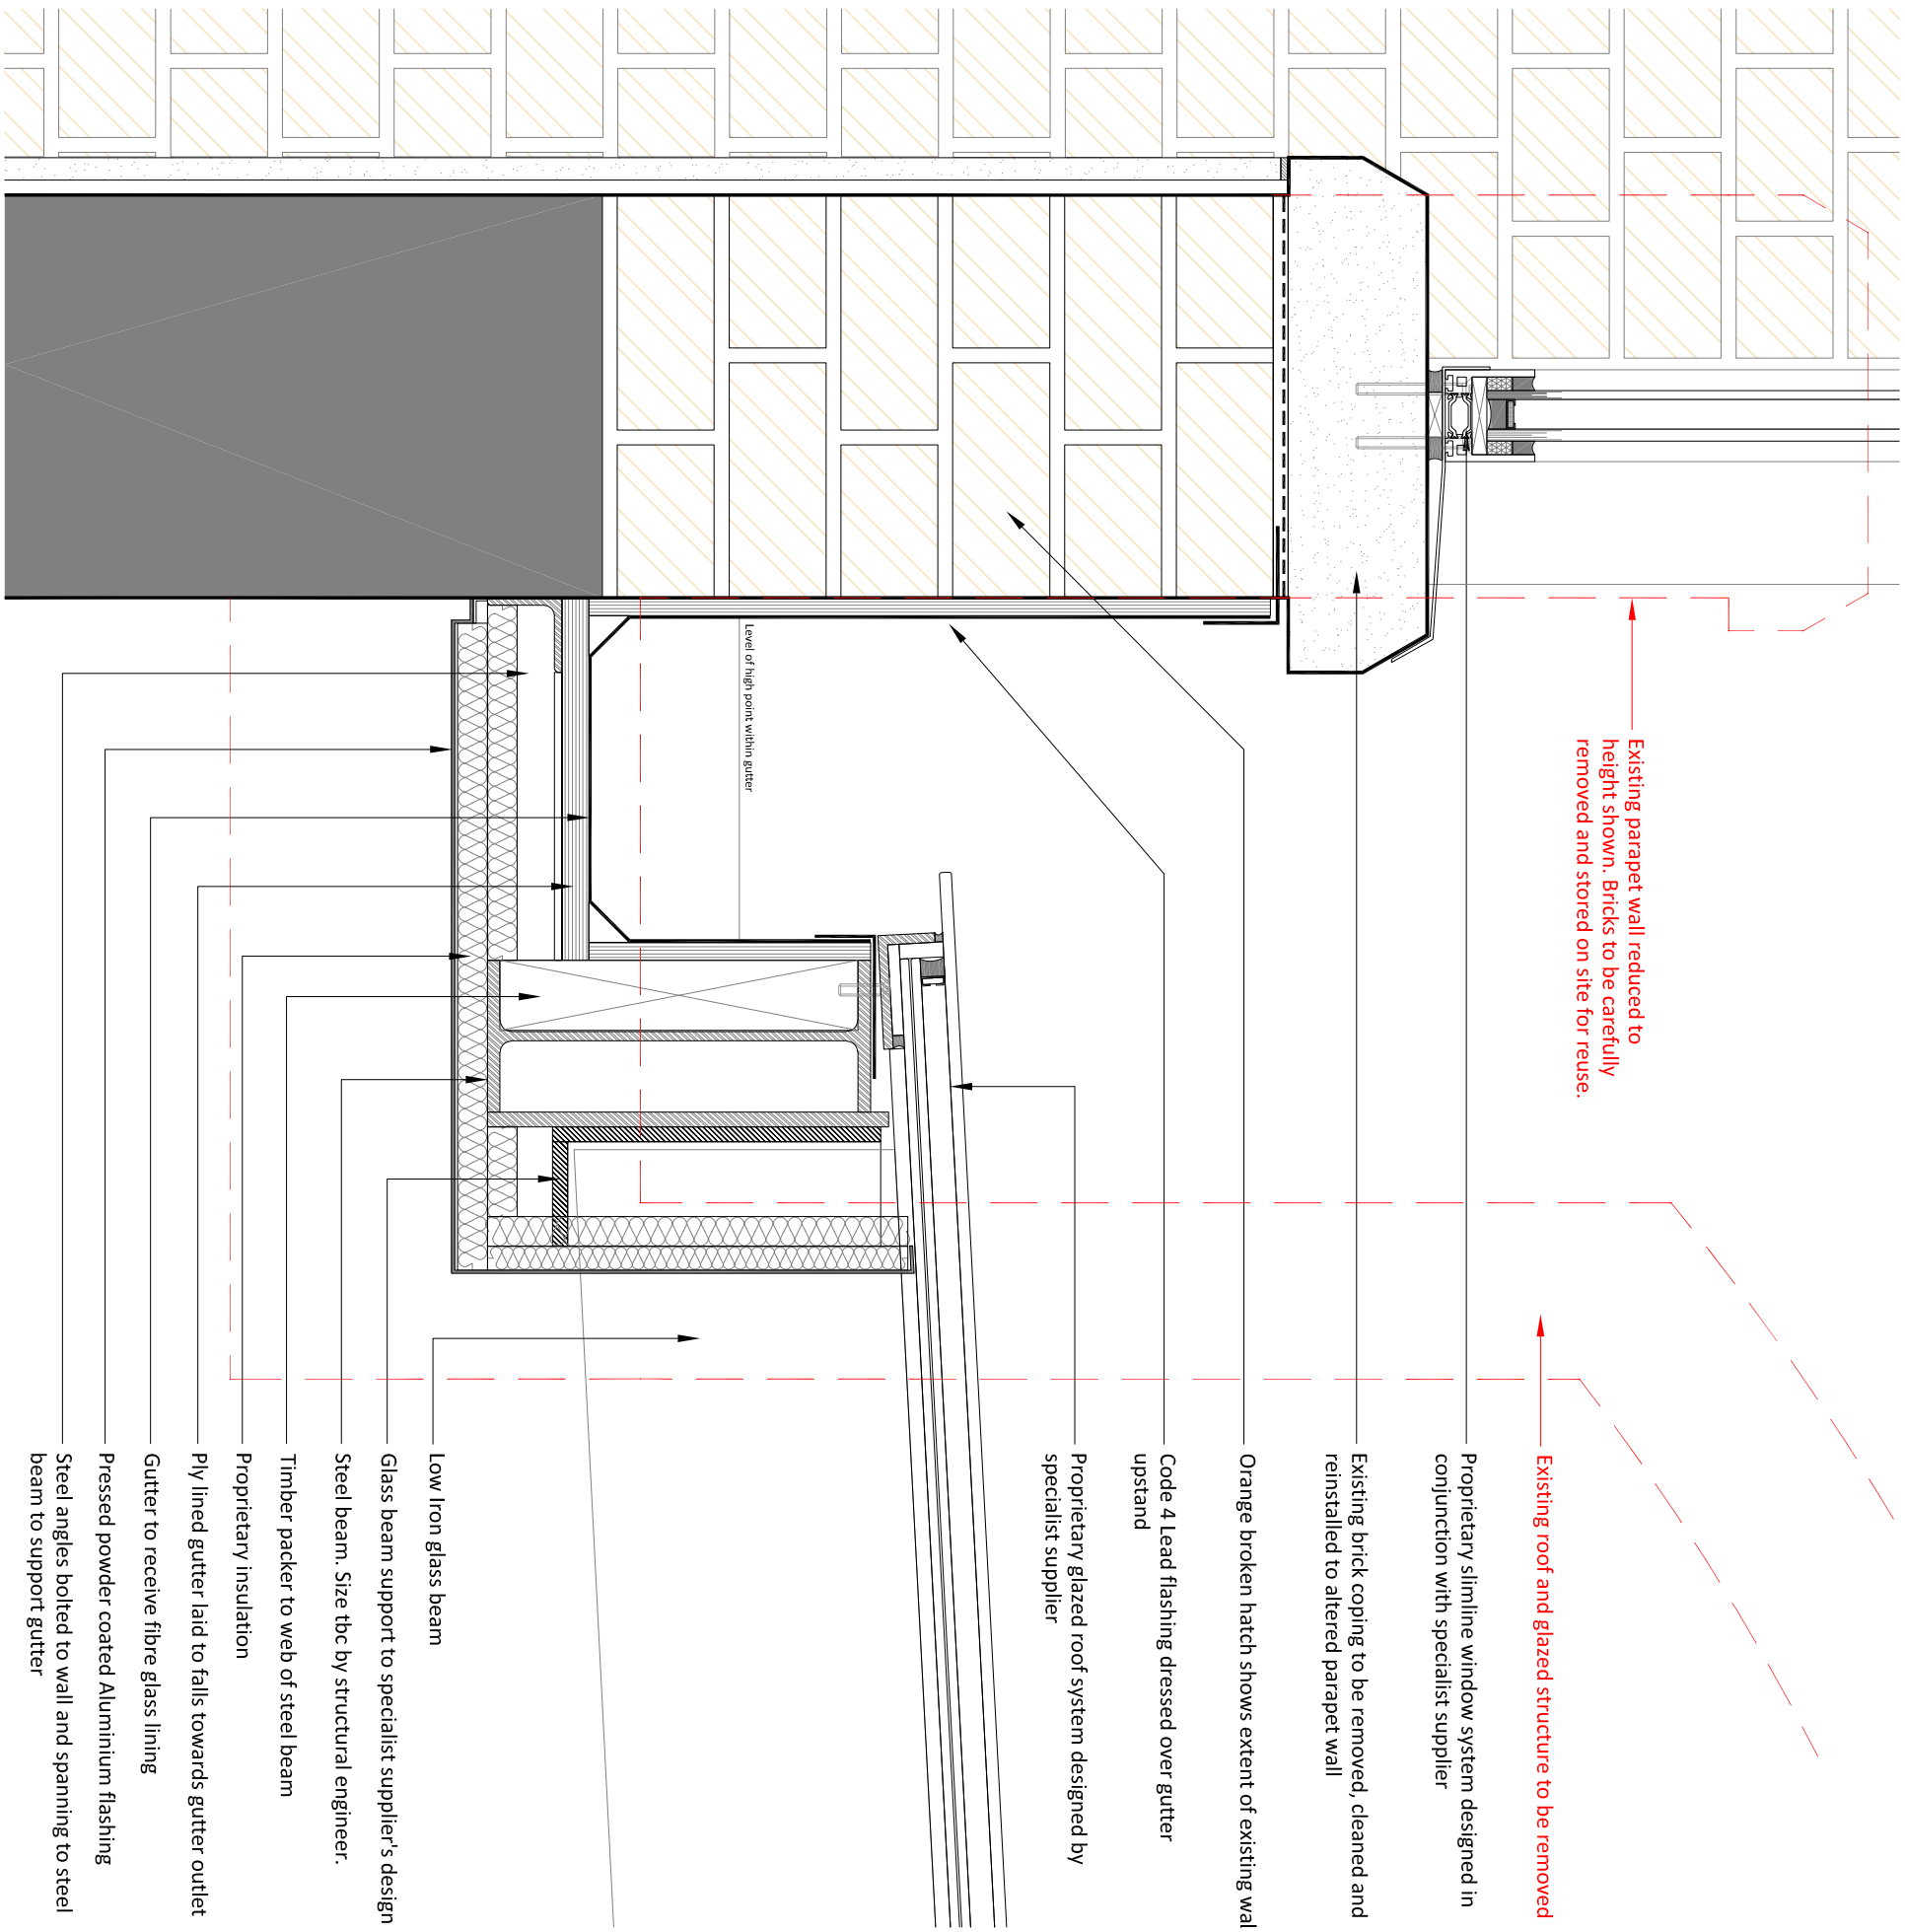 Existing roof and glazed structure to be removed
Proprietary slimline window system designed in
conjunction with specialist supplier
Existing parapet wall reduced to
height shown. Bricks to be carefully
removed and stored on site for reuse.
Existing brick coping to be removed, cleaned and
reinstalled to altered parapet wall
Orange broken hatch shows extent of existing wal
Code 4 Lead flashing dressed over gutter
upstand
Proprietary glazed roof system designed by
specialist supplier
Level of high point within gutter
Low Iron glass beam
Glass beam support to specialist supplier's design
Steel beam. Size tbc by structural engineer.
Timber packer to web of steel beam
Proprietary insulation
Ply lined gutter laid to falls towards gutter outlet
Gutter to receive fibre glass lining
Pressed powder coated Aluminium flashing
Steel angles bolted to wall and spanning to steel
beam to support gutter